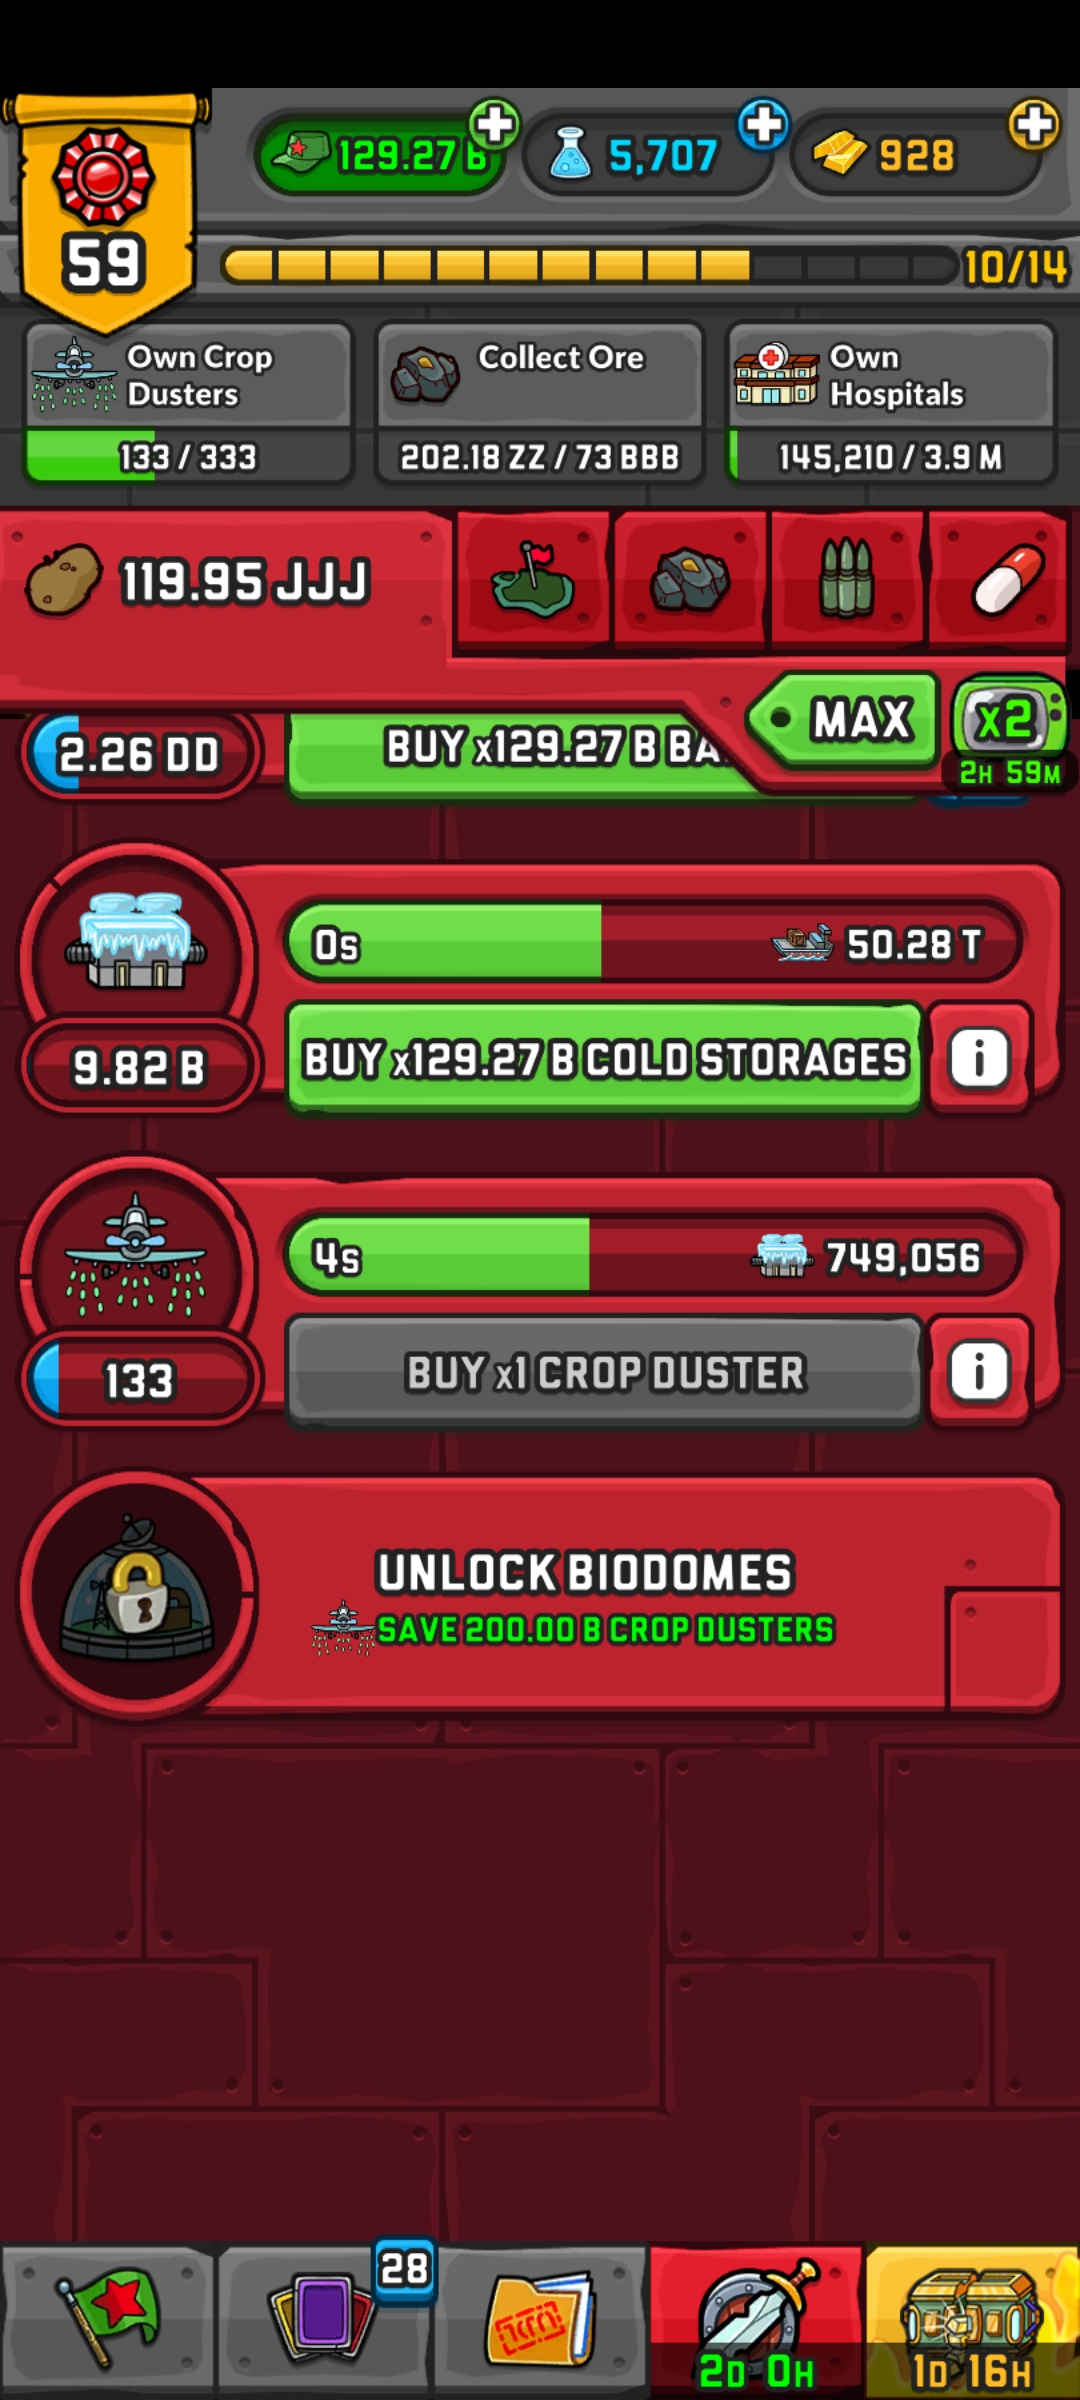 129.27 B
5,707
928
59
10/14
Own Crop
Dusters
133 / 333
Collect Ore
202.18 ZZ / 73 BBB
Own
Hospitals
145,210 / 3.9 M
119.95 JJJ
MAX
x2
2H 59M
2.26 DD
BUY x129.27 B BA
0s
50.28 T
9.82 B
BUY x129.27 B COLD STORAGES
i
4s
749,056
133
BUY x1 CROP DUSTER
i
UNLOCK BIODOMES
SAVE 200.00 B CROP DUSTERS
28
2D 0H
1D 16H